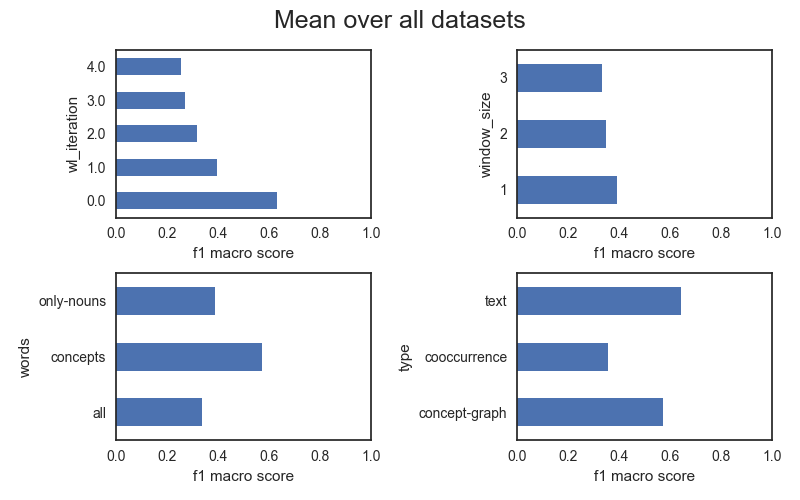 Mean over all datasets
wl_iteration
4.0
3.0
2.0
1.0
0.0
0.0 0.2 0.4 0.6 0.8 1.0
f1 macro score
window_size
3
2
1
0.0 0.2 0.4 0.6 0.8 1.0
f1 macro score
words
only-nouns
concepts
all
0.0 0.2 0.4 0.6 0.8 1.0
f1 macro score
type
text
cooccurrence
concept-graph
0.0 0.2 0.4 0.6 0.8 1.0
f1 macro score